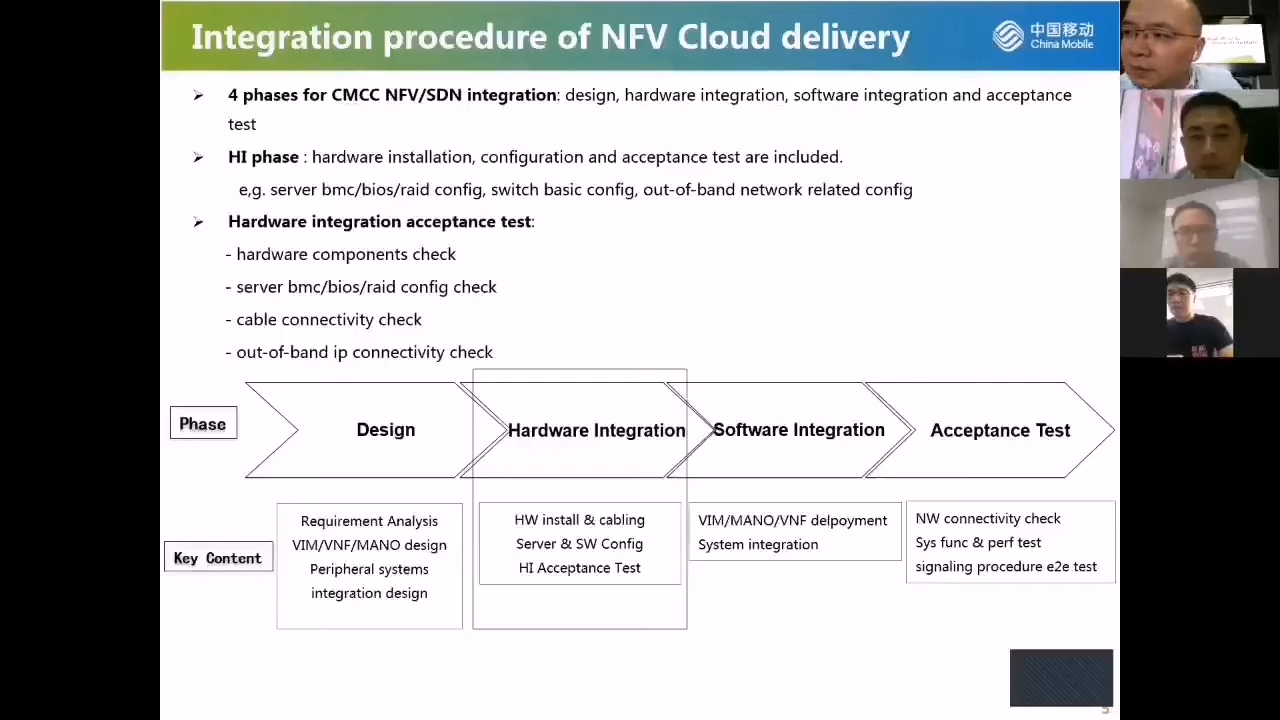 Integration procedure of NFV Cloud delivery
中国移动
China Mobile
➢ 4 phases for CMCC NFV/SDN integration: design, hardware integration, software integration and acceptance
test
➢ HI phase : hardware installation, configuration and acceptance test are included.
e,g. server bmc/bios/raid config, switch basic config, out-of-band network related config
➢ Hardware integration acceptance test:
- hardware components check
- server bmc/bios/raid config check
- cable connectivity check
- out-of-band ip connectivity check
Phase
Design
Hardware Integration
Software Integration
Acceptance Test
Key Content
Requirement Analysis
VIM/VNF/MANO design
Peripheral systems
integration design
HW install & cabling
Server & SW Config
HI Acceptance Test
VIM/MANO/VNF delpoyment
System integration
NW connectivity check
Sys func & perf test
signaling procedure e2e test